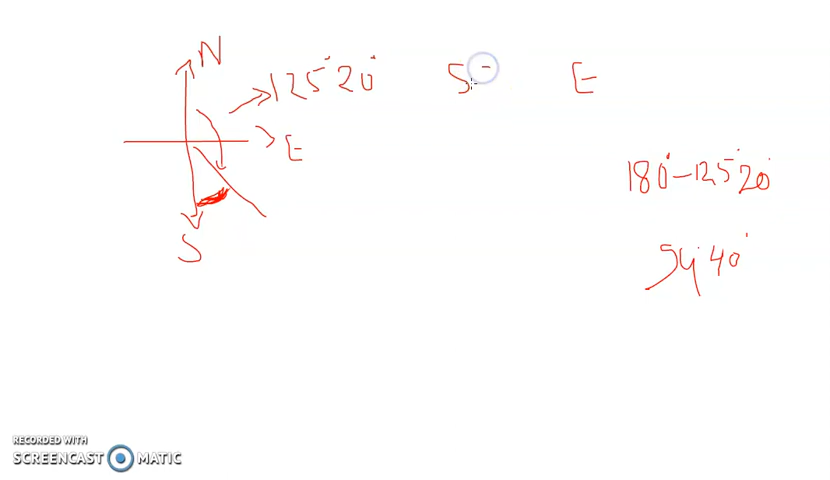 N
125°20° S E
E
180°-125°20°
S
54°40°
RECORDED WITH
SCREENCAST MATIC